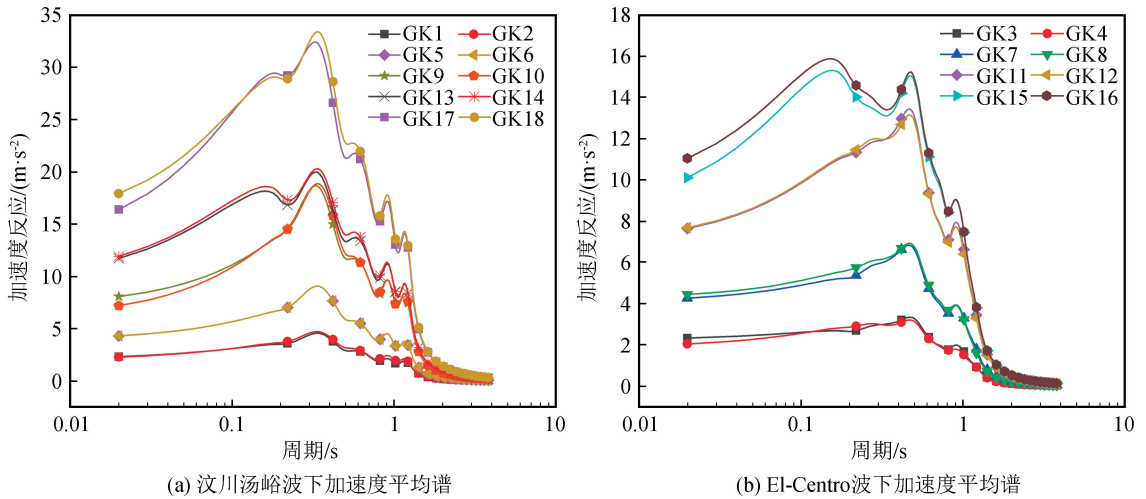 35
30
25
20
15
10
5
0
加速度反应/(m·s⁻²)
GK1 GK2
GK5 GK6
GK9 GK10
GK13 GK14
GK17 GK18
0.01 0.1 1 10
周期/s
(a) 汶川汤峪波下加速度平均谱
18
16
14
12
10
8
6
4
2
0
加速度反应/(m·s⁻²)
GK3 GK4
GK7 GK8
GK11 GK12
GK15 GK16
0.01 0.1 1 10
周期/s
(b) El-Centro波下加速度平均谱